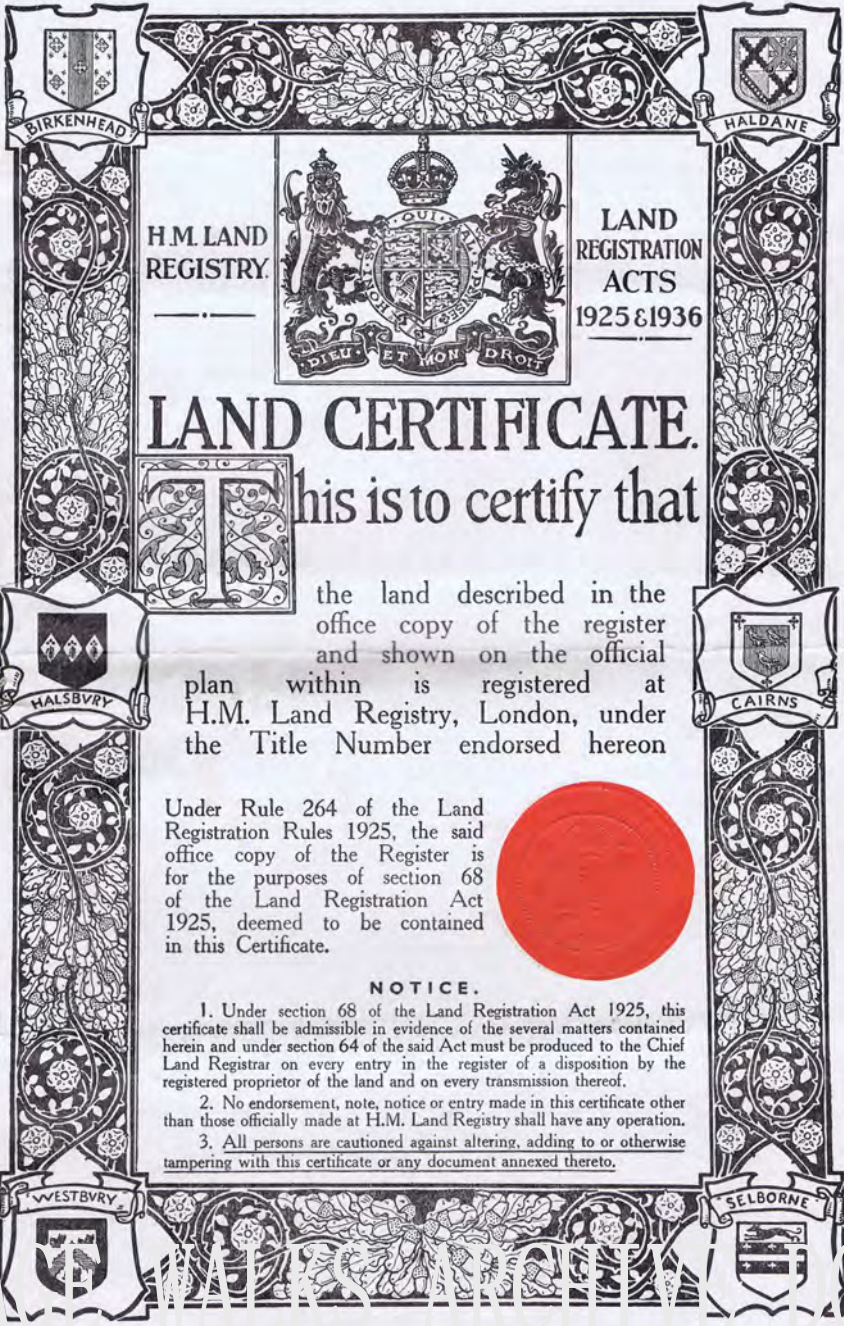 BIRKENHEAD
HALDANE
H.M. LAND
REGISTRY.
QUI
DIEU ET MON DROIT
LAND
REGISTRATION
ACTS
1925 & 1936
LAND CERTIFICATE.
This is to certify that
the land described in the
office copy of the register
and shown on the official
plan within is registered at
H.M. Land Registry, London, under
the Title Number endorsed hereon
HALSBVRY
CAIRNS
Under Rule 264 of the Land
Registration Rules 1925, the said
office copy of the Register is
for the purposes of section 68
of the Land Registration Act
1925, deemed to be contained
in this Certificate.
NOTICE.
1. Under section 68 of the Land Registration Act 1925, this
certificate shall be admissible in evidence of the several matters contained
herein and under section 64 of the said Act must be produced to the Chief
Land Registrar on every entry in the register of a disposition by the
registered proprietor of the land and on every transmission thereof.
2. No endorsement, note, notice or entry made in this certificate other
than those officially made at H.M. Land Registry shall have any operation.
3. All persons are cautioned against altering, adding to or otherwise
tampering with this certificate or any document annexed thereto.
WESTBVRY
SELBORNE
WALKS ARCHIVE